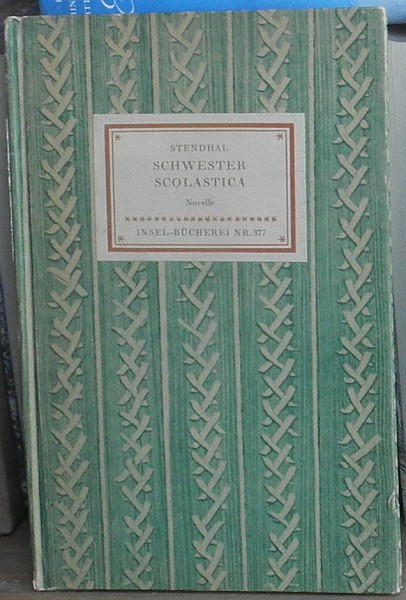 STENDHAL
SCHWESTER
SCOLASTICA
Novelle
INSEL-BÜCHEREI NR. 377